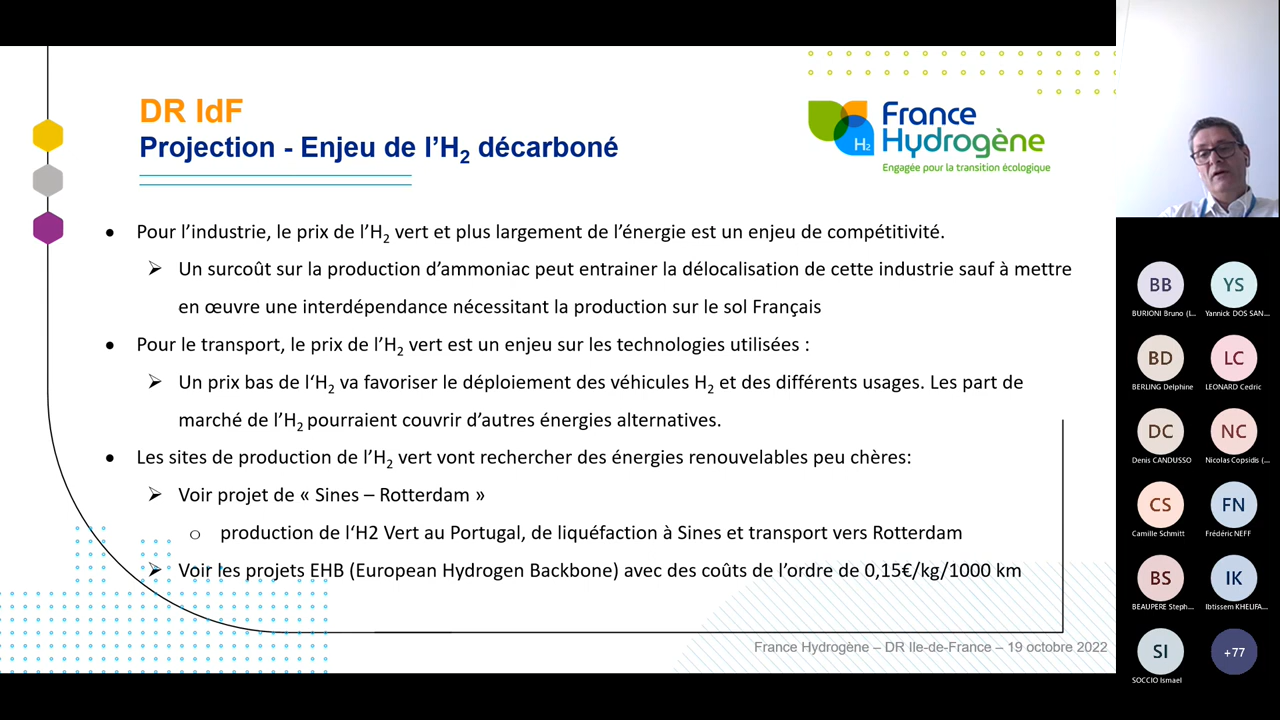 DR IdF
Projection - Enjeu de l’H2 décarboné
France
Hydrogène
H2
Engagée pour la transition écologique
● Pour l’industrie, le prix de l’H2 vert et plus largement de l’énergie est un enjeu de compétitivité.
➢ Un surcoût sur la production d’ammoniac peut entrainer la délocalisation de cette industrie sauf à mettre
en œuvre une interdépendance nécessitant la production sur le sol Français
● Pour le transport, le prix de l’H2 vert est un enjeu sur les technologies utilisées :
➢ Un prix bas de l‘H2 va favoriser le déploiement des véhicules H2 et des différents usages. Les part de
marché de l’H2 pourraient couvrir d’autres énergies alternatives.
● Les sites de production de l’H2 vert vont rechercher des énergies renouvelables peu chères:
➢ Voir projet de « Sines – Rotterdam »
○ production de l‘H2 Vert au Portugal, de liquéfaction à Sines et transport vers Rotterdam
➢ Voir les projets EHB (European Hydrogen Backbone) avec des coûts de l’ordre de 0,15€/kg/1000 km
France Hydrogène – DR Ile-de-France – 19 octobre 2022
BB YS
BURIONI Bruno (L... Yannick DOS SAN...
BD LC
BERLING Delphine LEONARD Cedric
DC NC
Denis CANDUSSO Nicolas Copsidis (...
CS FN
Camille Schmitt Frédéric NEFF
BS IK
BEAUPERE Steph... Ibtissem KHELIFA...
SI +77
SOCCIO Ismael